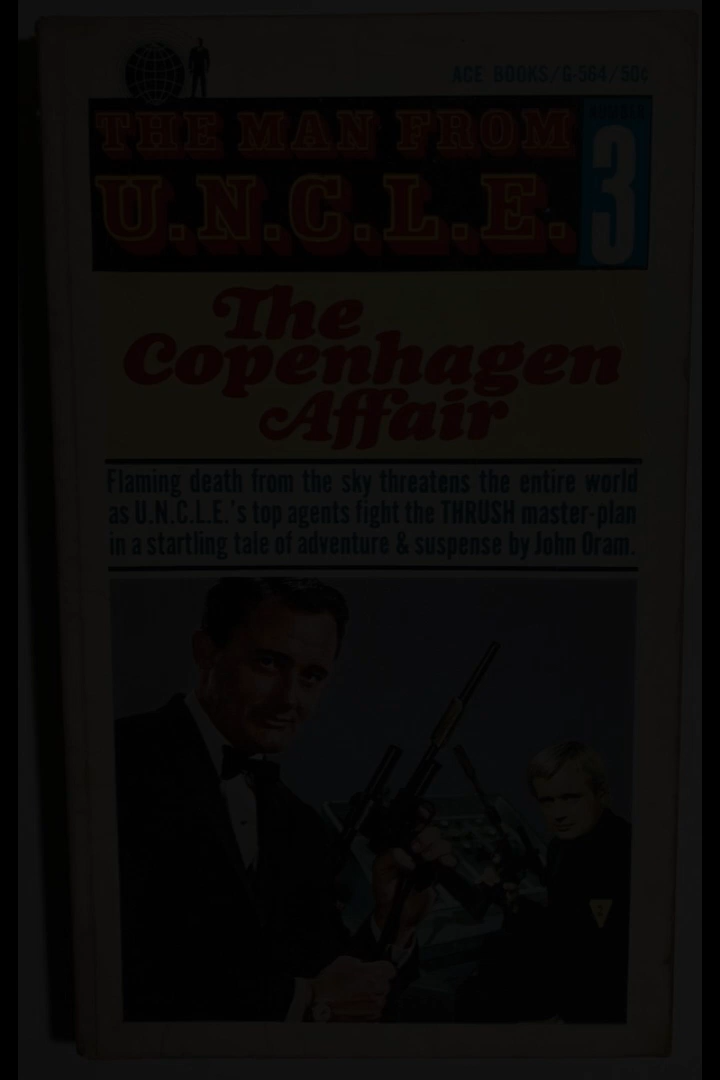 ACE BOOKS/G-564/50¢
THE MAN FROM
U.N.C.L.E.
NUMBER
3
The
Copenhagen
Affair
Flaming death from the sky threatens the entire world
as U.N.C.L.E.'s top agents fight the THRUSH master-plan
in a startling tale of adventure & suspense by John Oram.